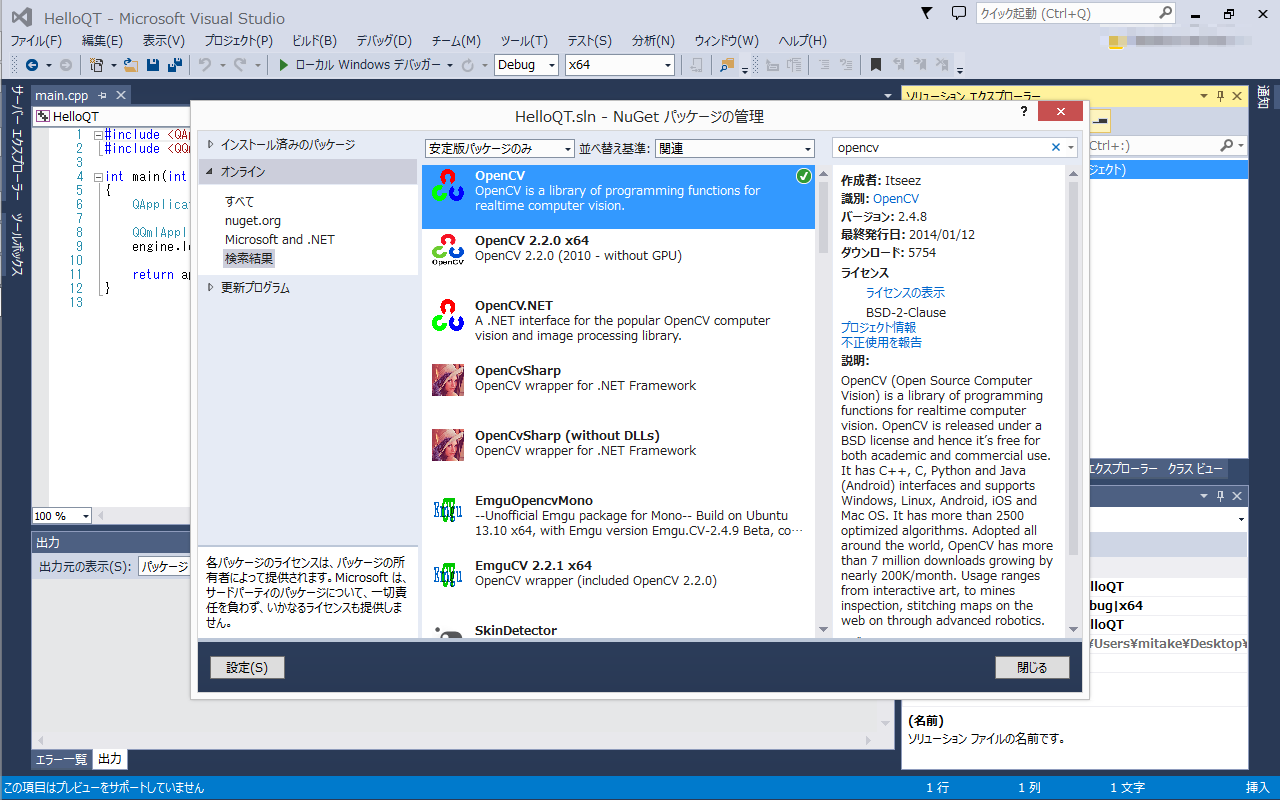 HelloQT - Microsoft Visual Studio
クイック起動 (Ctrl+Q)
ファイル(F) 編集(E) 表示(V) プロジェクト(P) ビルド(B) デバッグ(D) チーム(M) ツール(T) テスト(S) 分析(N) ウィンドウ(W) ヘルプ(H)
ローカル Windows デバッガー Debug x64
サーバー エクスプローラー
ツールボックス
main.cpp
HelloQT
1 #include <QA
2 #include <QQ
3
4 int main(int
5 {
6 QApplicat
7
8 QQmlAppl
9 engine.lo
10
11 return ap
12 }
13
100 %
出力
出力元の表示(S): パッケージ
エラー一覧 出力
HelloQT.sln - NuGet パッケージの管理
?
インストール済みのパッケージ
オンライン
すべて
nuget.org
Microsoft and .NET
検索結果
更新プログラム
各パッケージのライセンスは、パッケージの所
有者によって提供されます。Microsoft は、
サードパーティのパッケージについて、一切責
任を負わず、いかなるライセンスも提供しま
せん。
安定版パッケージのみ 並べ替え基準: 関連
OpenCV
OpenCV is a library of programming functions for
realtime computer vision.
OpenCV 2.2.0 x64
OpenCV 2.2.0 (2010 - without GPU)
OpenCV
OpenCV.NET
A .NET interface for the popular OpenCV computer
vision and image processing library.
OpenCvSharp
OpenCV wrapper for .NET Framework
OpenCvSharp (without DLLs)
OpenCV wrapper for .NET Framework
EmguOpencvMono
--Unofficial Emgu package for Mono-- Build on Ubuntu
13.10 x64, with Emgu version Emgu.CV-2.4.9 Beta, co…
Emgu
EmguCV 2.2.1 x64
OpenCV wrapper (included OpenCV 2.2.0)
Emgu
SkinDetector
opencv
作成者: Itseez
識別: OpenCV
バージョン: 2.4.8
最終発行日: 2014/01/12
ダウンロード: 5754
ライセンス
ライセンスの表示
BSD-2-Clause
プロジェクト情報
不正使用を報告
説明:
OpenCV (Open Source Computer
Vision) is a library of programming
functions for realtime computer
vision. OpenCV is released under a
BSD license and hence it's free for
both academic and commercial use.
It has C++, C, Python and Java
(Android) interfaces and supports
Windows, Linux, Android, iOS and
Mac OS. It has more than 2500
optimized algorithms. Adopted all
around the world, OpenCV has more
than 7 million downloads growing by
nearly 200K/month. Usage ranges
from interactive art, to mines
inspection, stitching maps on the
web on through advanced robotics.
設定(S) 閉じる
ソリューション エクスプローラー
通知
Ctrl+:)
ジェクト)
エクスプローラー クラス ビュー
lloQT
bug|x64
lloQT
¥Users¥mitake¥Desktop¥
(名前)
ソリューション ファイルの名前です。
この項目はプレビューをサポートしていません 1 行 1 列 1 文字 挿入